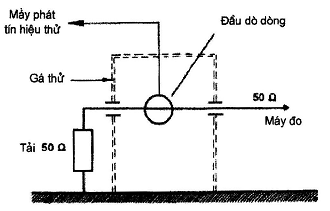 Máy phát
tín hiệu thử
Đầu dò dòng
Gá thử
50 Ω
Máy đo
Tải 50 Ω